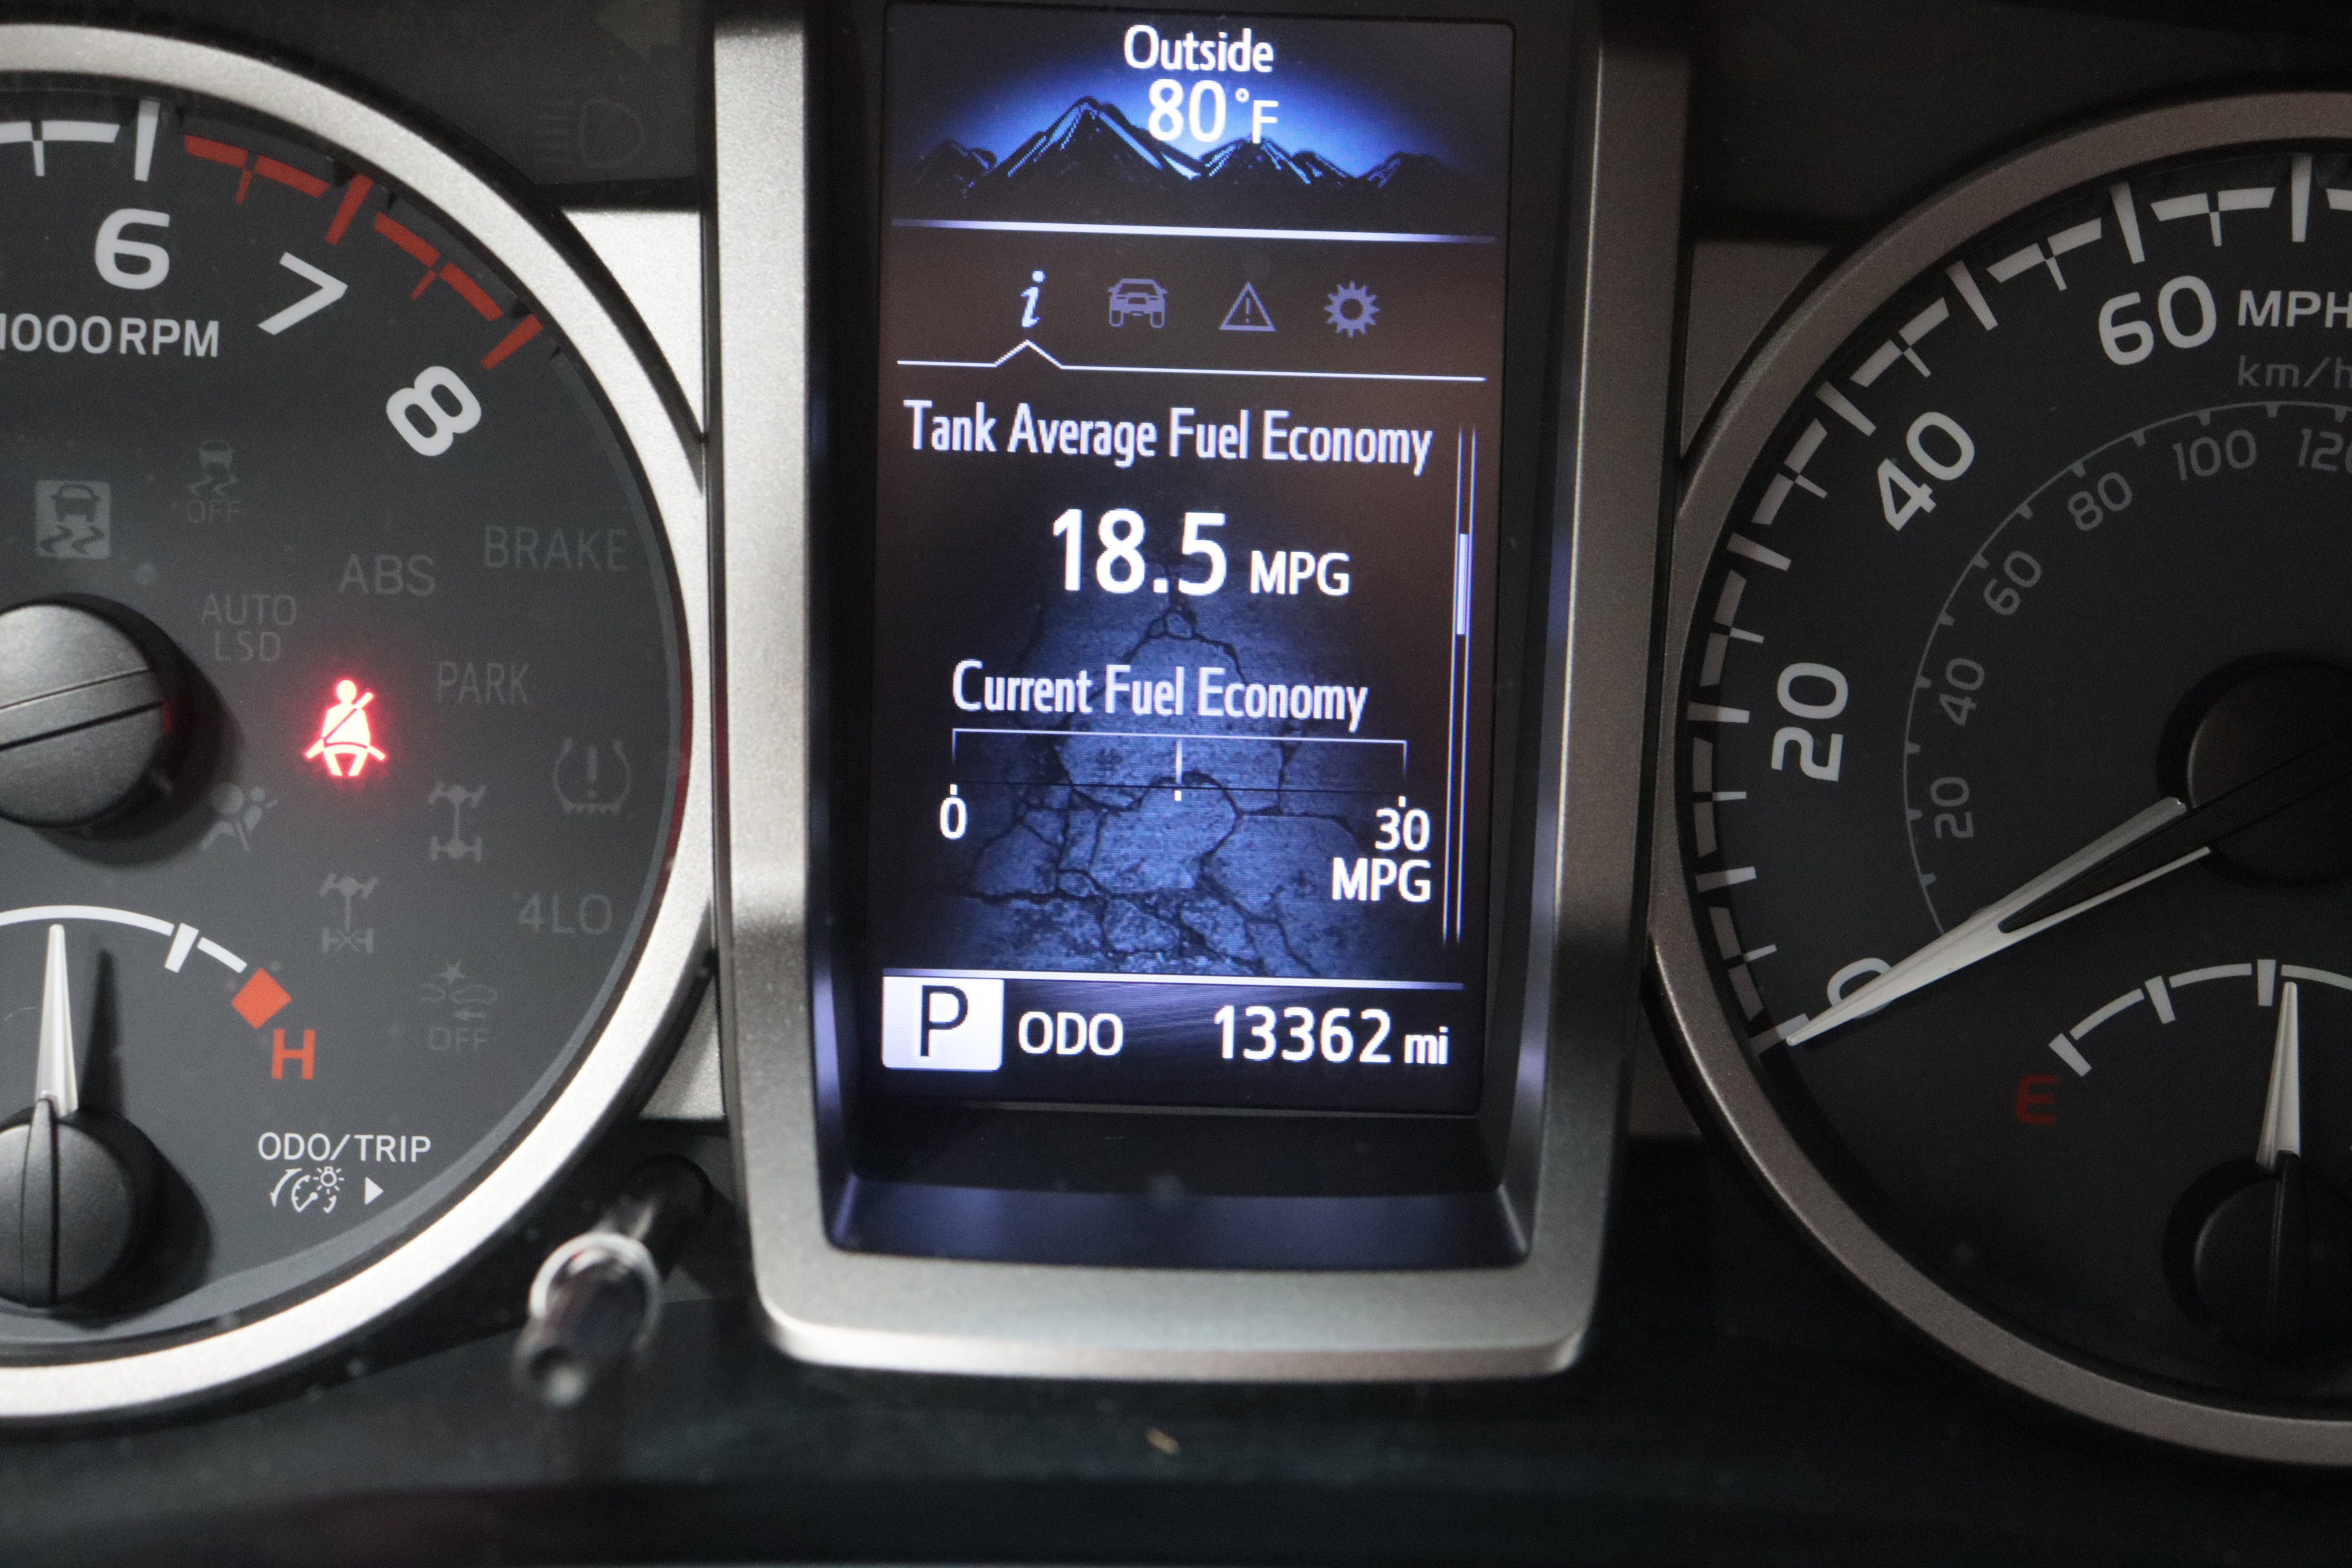 6
7
8
1000RPM
OFF
ABS
BRAKE
AUTO
LSD
PARK
4LO
OFF
H
ODO/TRIP
Outside
80°F
i
Tank Average Fuel Economy
18.5 MPG
Current Fuel Economy
0
30
MPG
P ODO 13362 mi
60 MPH
km/h
40
20
0
100
80
60
40
20
E